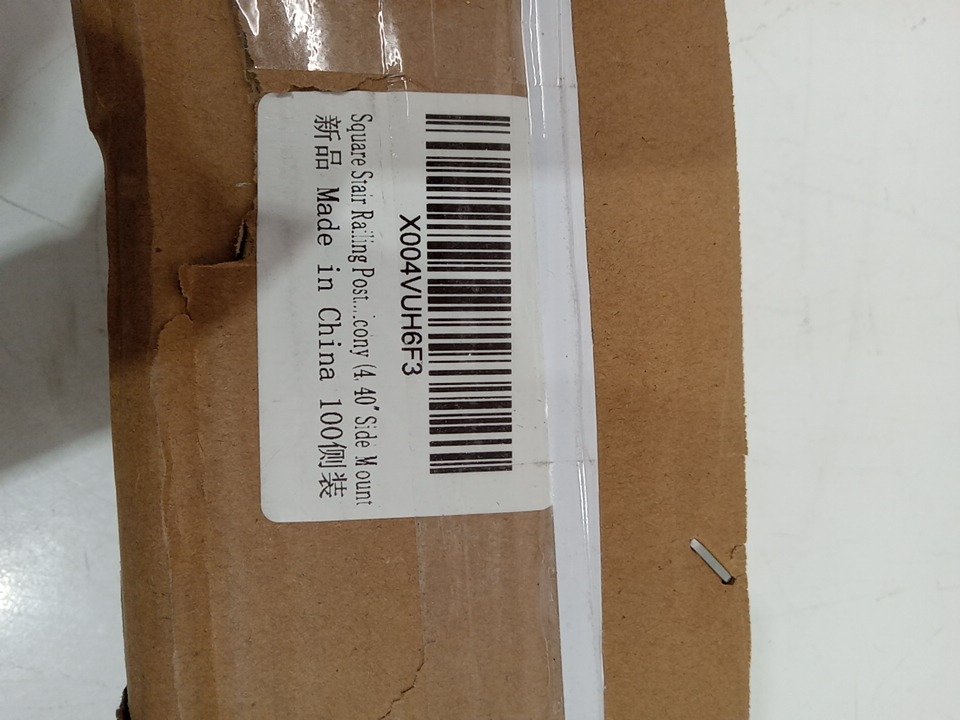 X004VUH6F3
Square Stair Railing Post...cony (4.40" Side Mount
新品 Made in China 100侧装